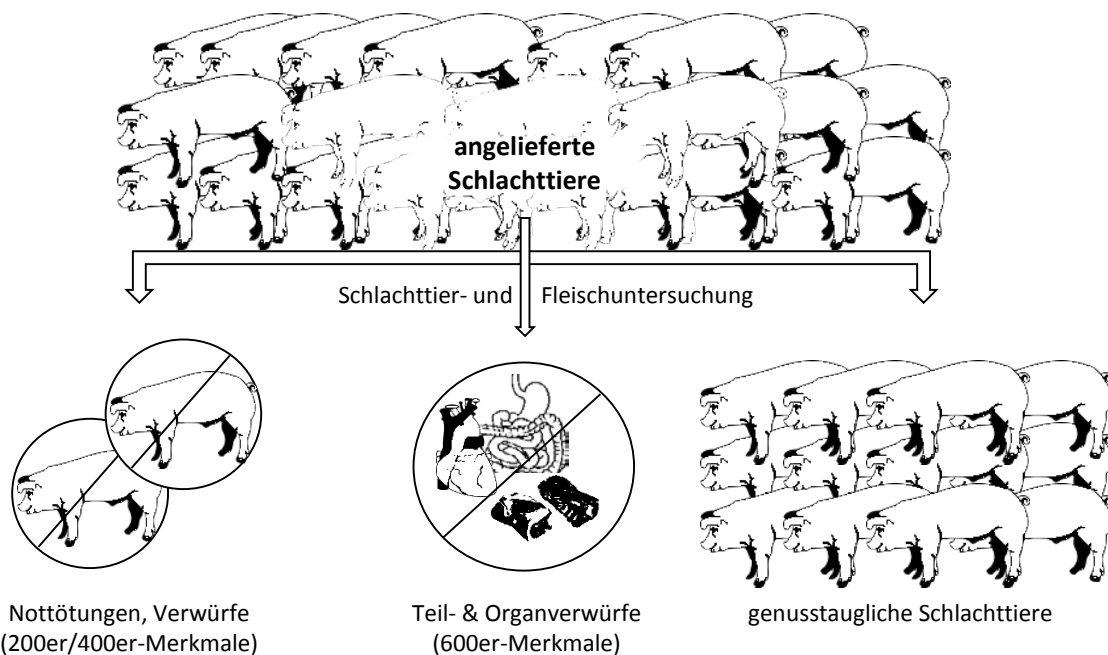 angelieferte
Schlachttiere
Schlachttier- und Fleischuntersuchung
Nottötungen, Verwürfe
(200er/400er-Merkmale)
Teil- & Organverwürfe
(600er-Merkmale)
genusstaugliche Schlachttiere